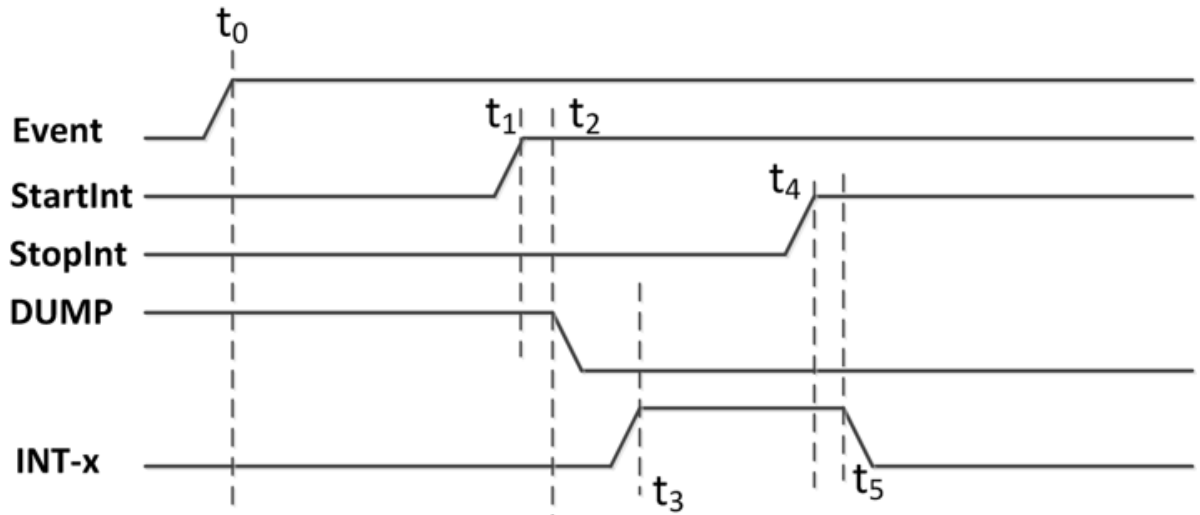 t₀
t₁ t₂
Event
t₄
StartInt
StopInt
DUMP
INT-x
t₃ t₅